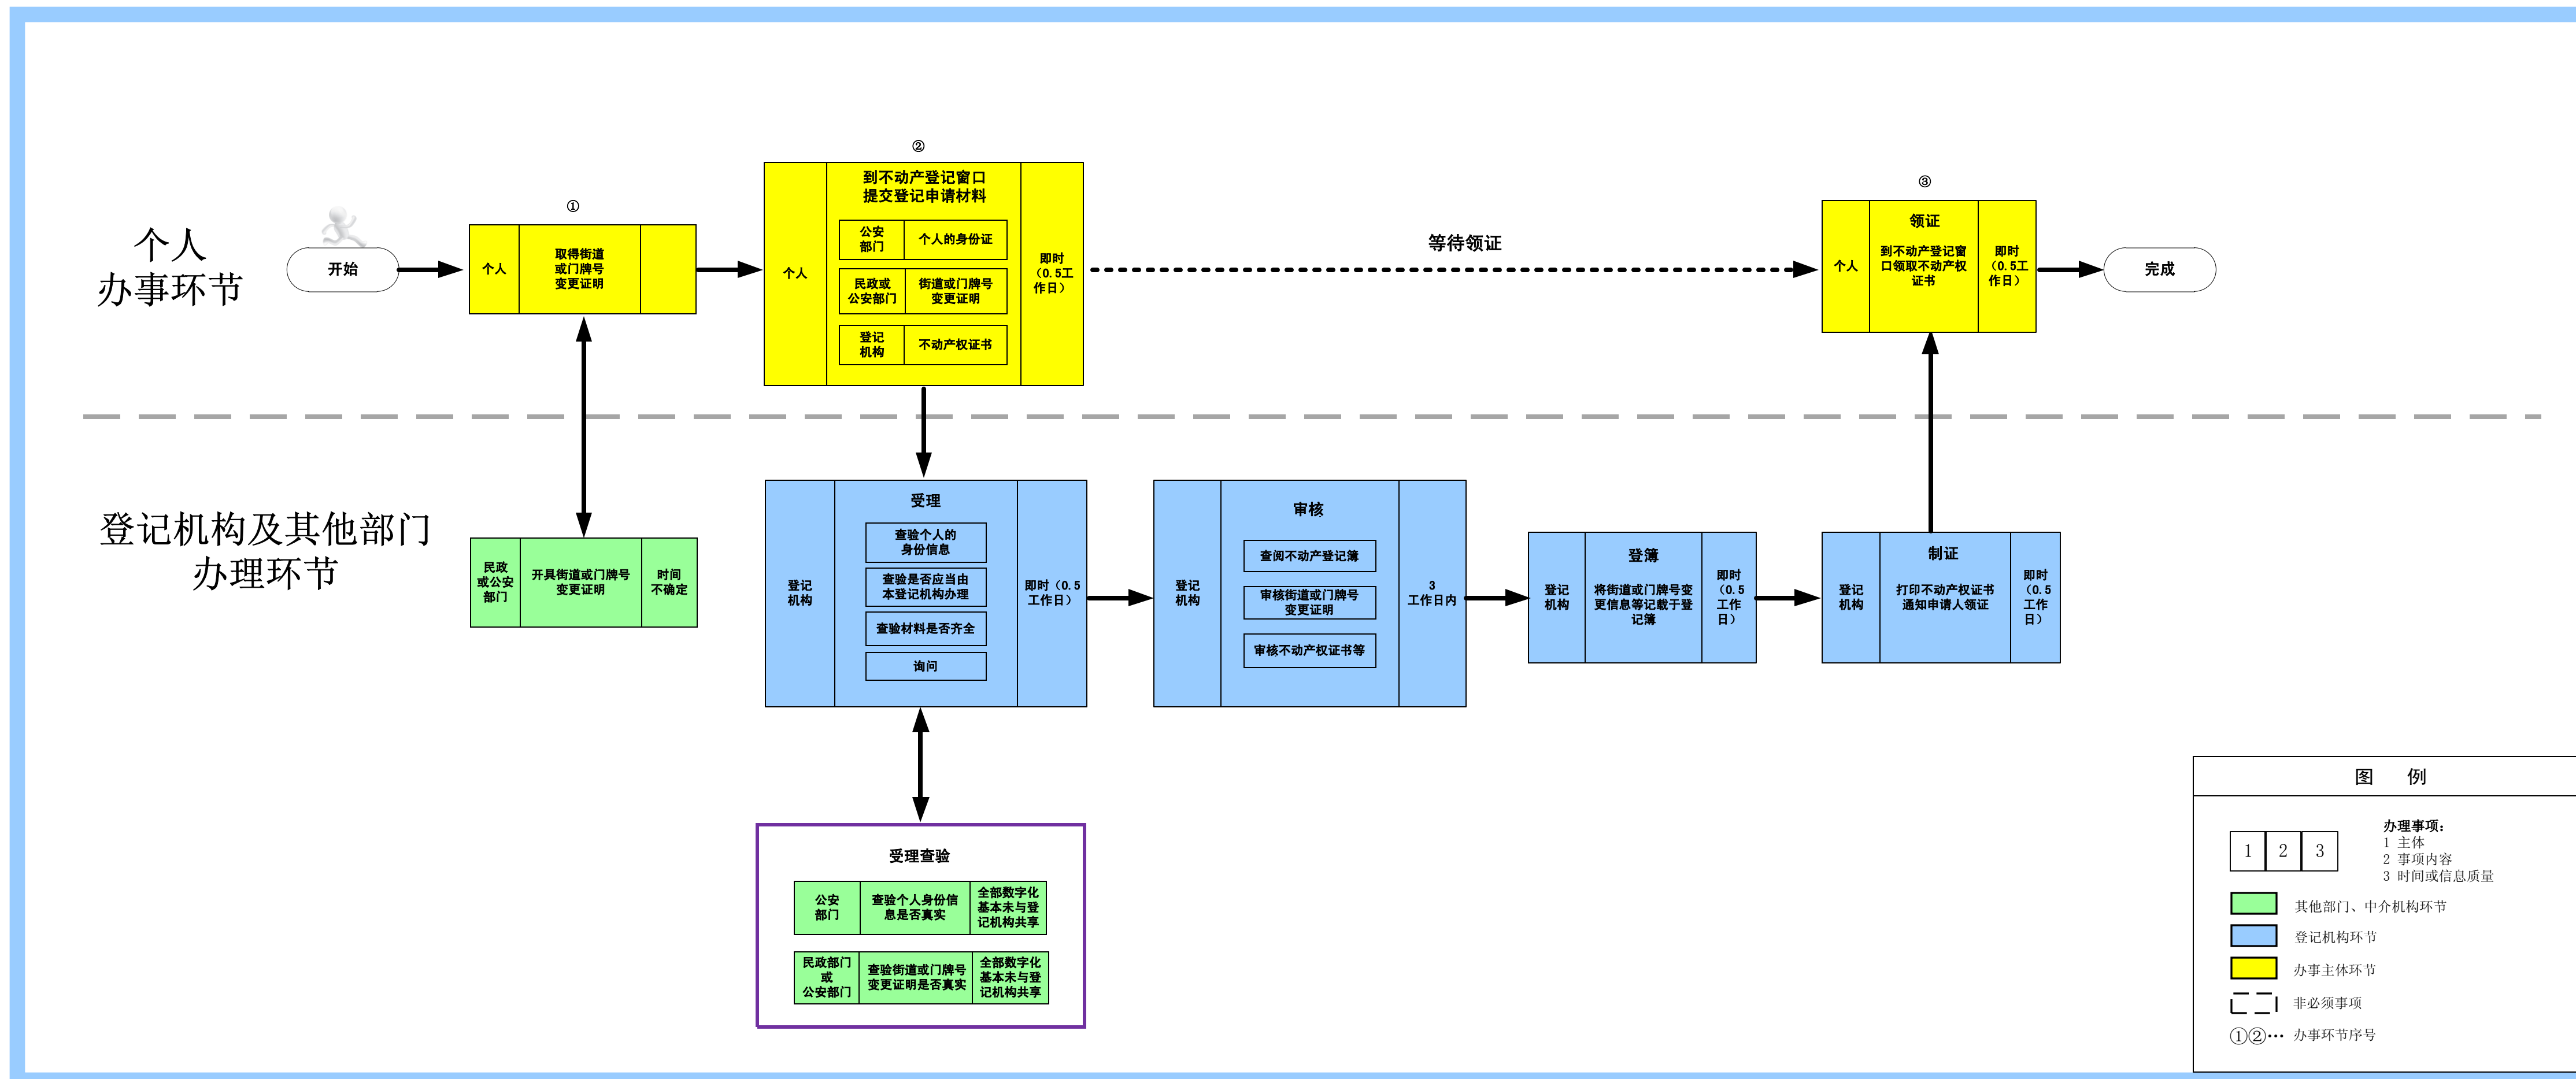 个人
办事环节
开始
①
个人
取得街道
或门牌号
变更证明
②
个人
到不动产登记窗口
提交登记申请材料
公安
部门
个人的身份证
民政或
公安部门
街道或门牌号
变更证明
登记
机构
不动产权证书
即时
（0.5工
作日）
等待领证
③
个人
领证
到不动产登记窗
口领取不动产权
证书
即时
（0.5工
作日）
完成
登记机构及其他部门
办理环节
民政
或公安
部门
开具街道或门牌号
变更证明
时间
不确定
登记
机构
受理
查验个人的
身份信息
查验是否应当由
本登记机构办理
查验材料是否齐全
询问
即时（0.5
工作日）
登记
机构
审核
查阅不动产登记簿
审核街道或门牌号
变更证明
审核不动产权证书等
3
工作日内
登记
机构
登簿
将街道或门牌号变
更信息等记载于登
记簿
即时
（0.5
工作
日）
登记
机构
制证
打印不动产权证书
通知申请人领证
即时
（0.5
工作
日）
受理查验
公安
部门
查验个人身份信
息是否真实
全部数字化
基本未与登
记机构共享
民政部门
或
公安部门
查验街道或门牌号
变更证明是否真实
全部数字化
基本未与登
记机构共享
图 例
1 2 3
办理事项：
1 主体
2 事项内容
3 时间或信息质量
其他部门、中介机构环节
登记机构环节
办事主体环节
非必须事项
①②… 办事环节序号